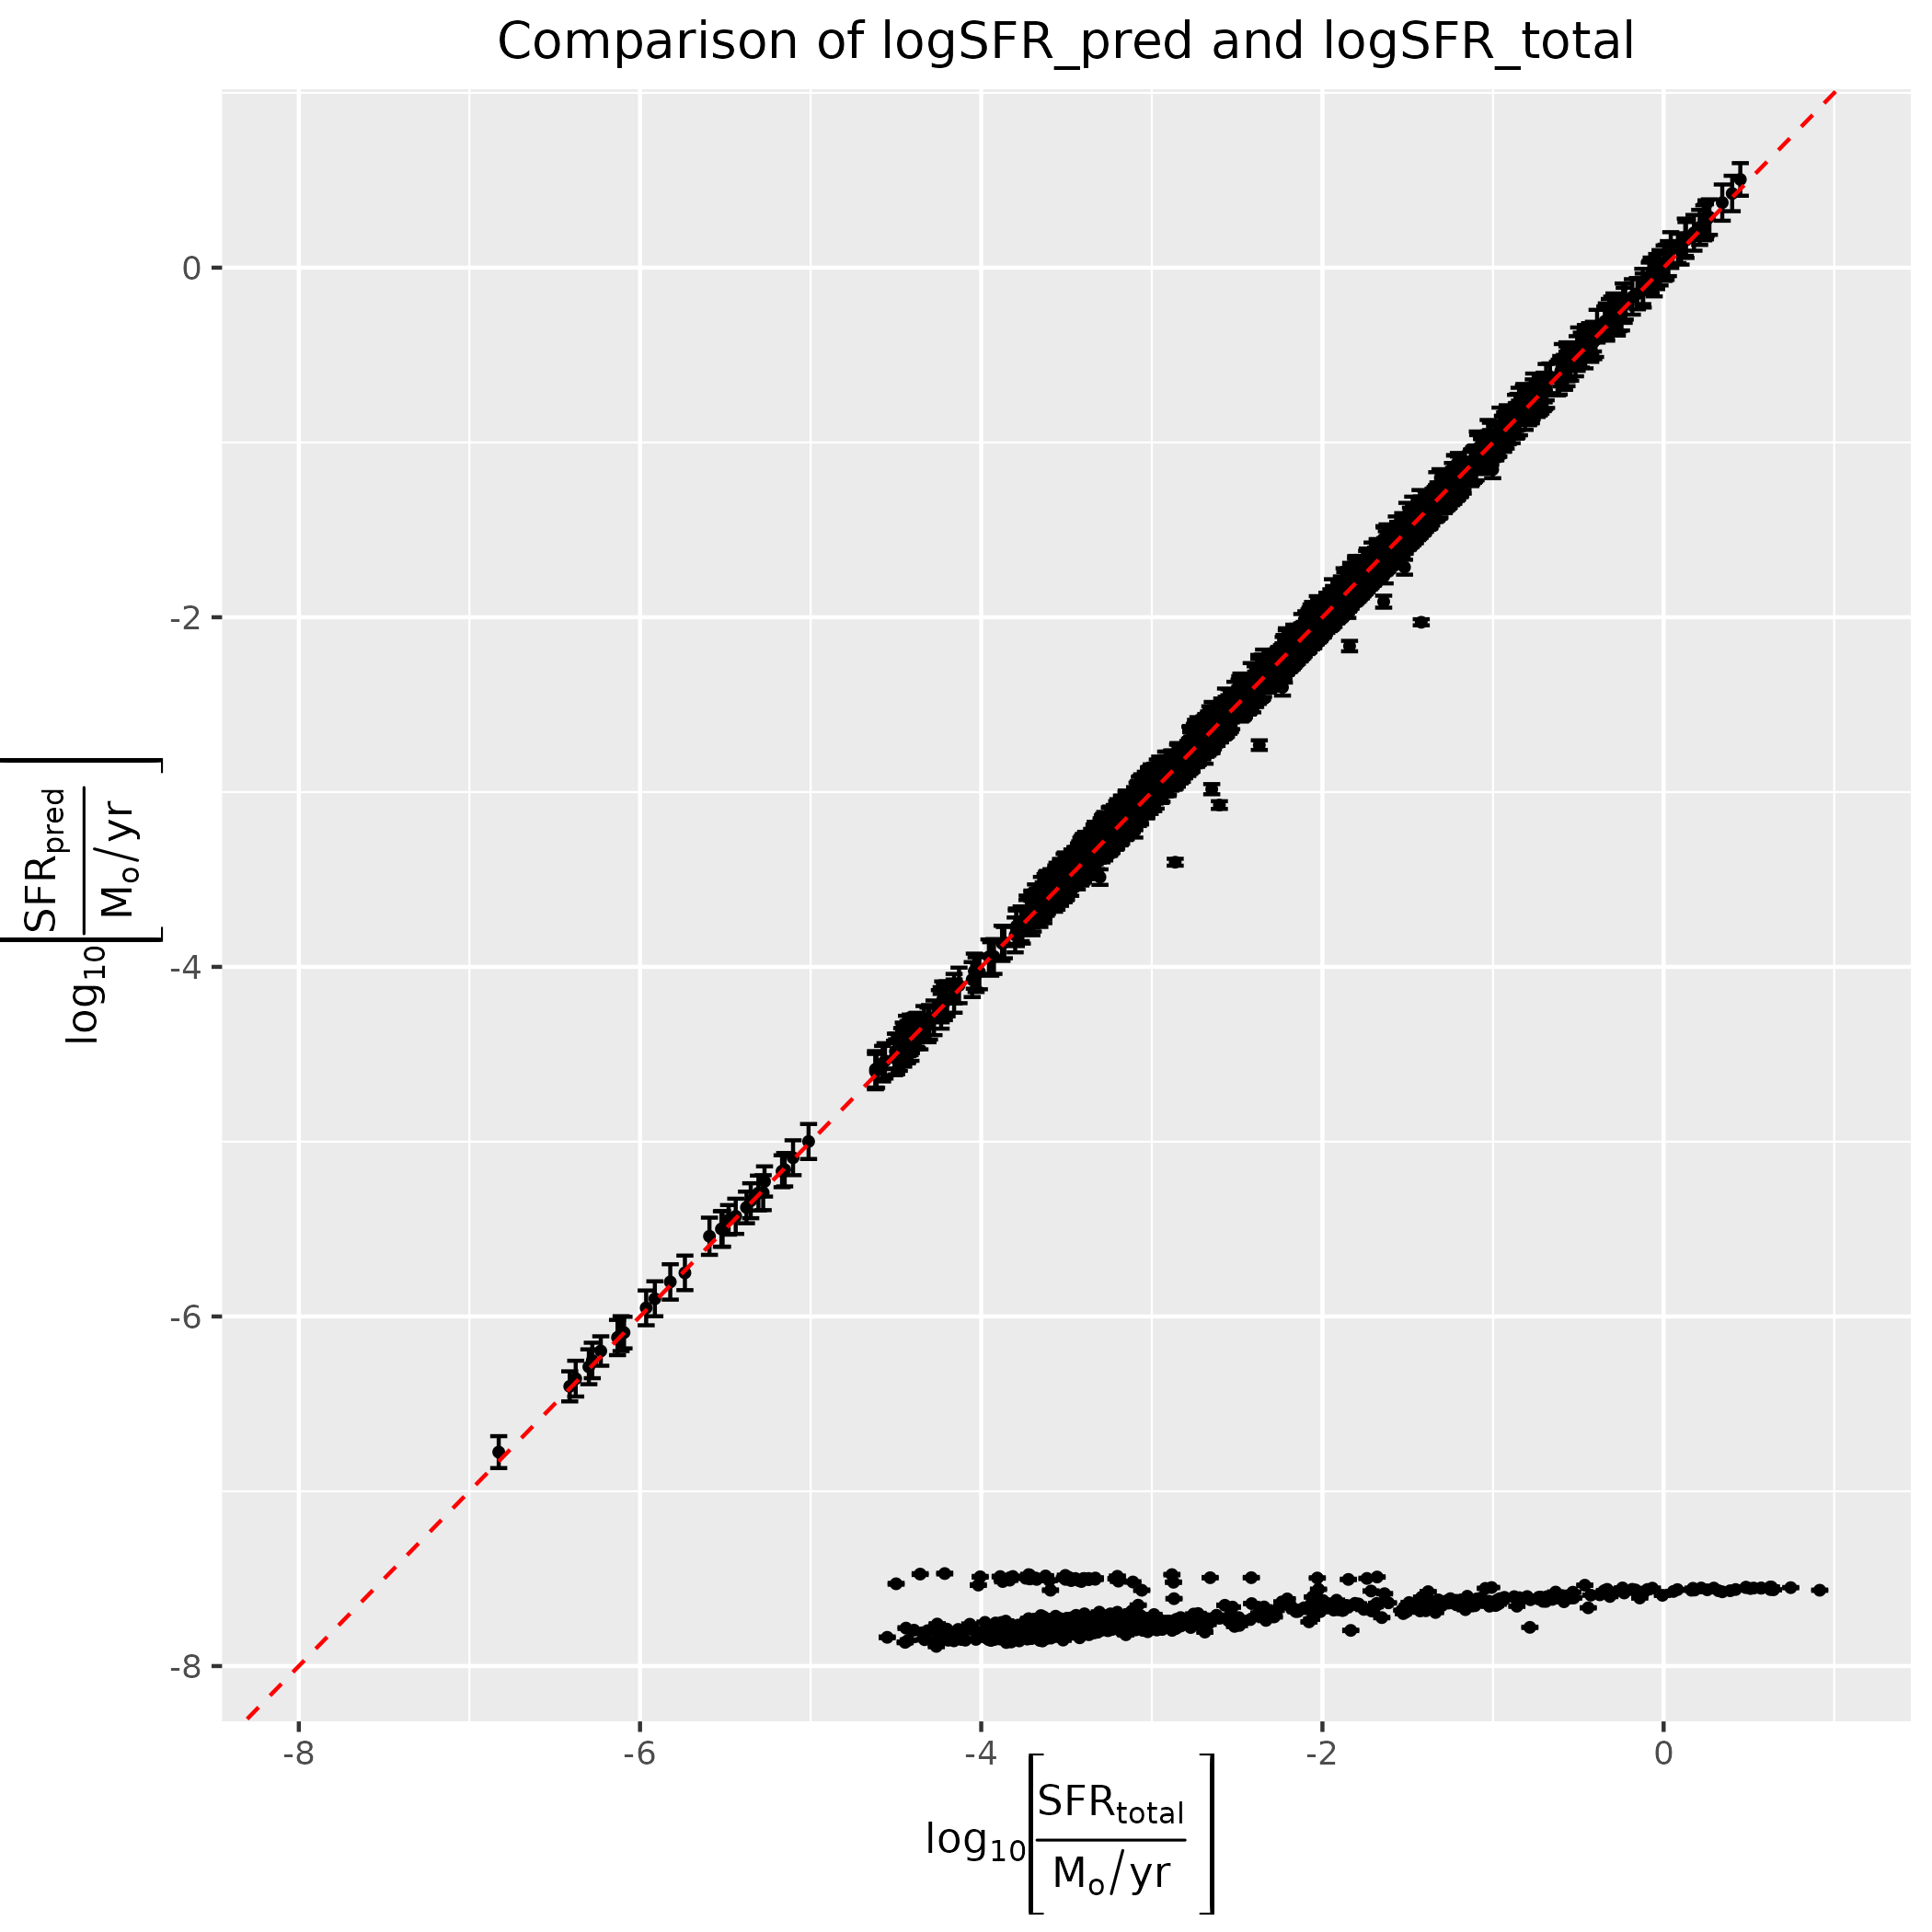 Comparison of logSFR_pred and logSFR_total
0
-2
-4
-6
-8
log10[SFRpred
Mo/yr]
-8 -6 -4 -2 0
log10[SFRtotal
Mo/yr]